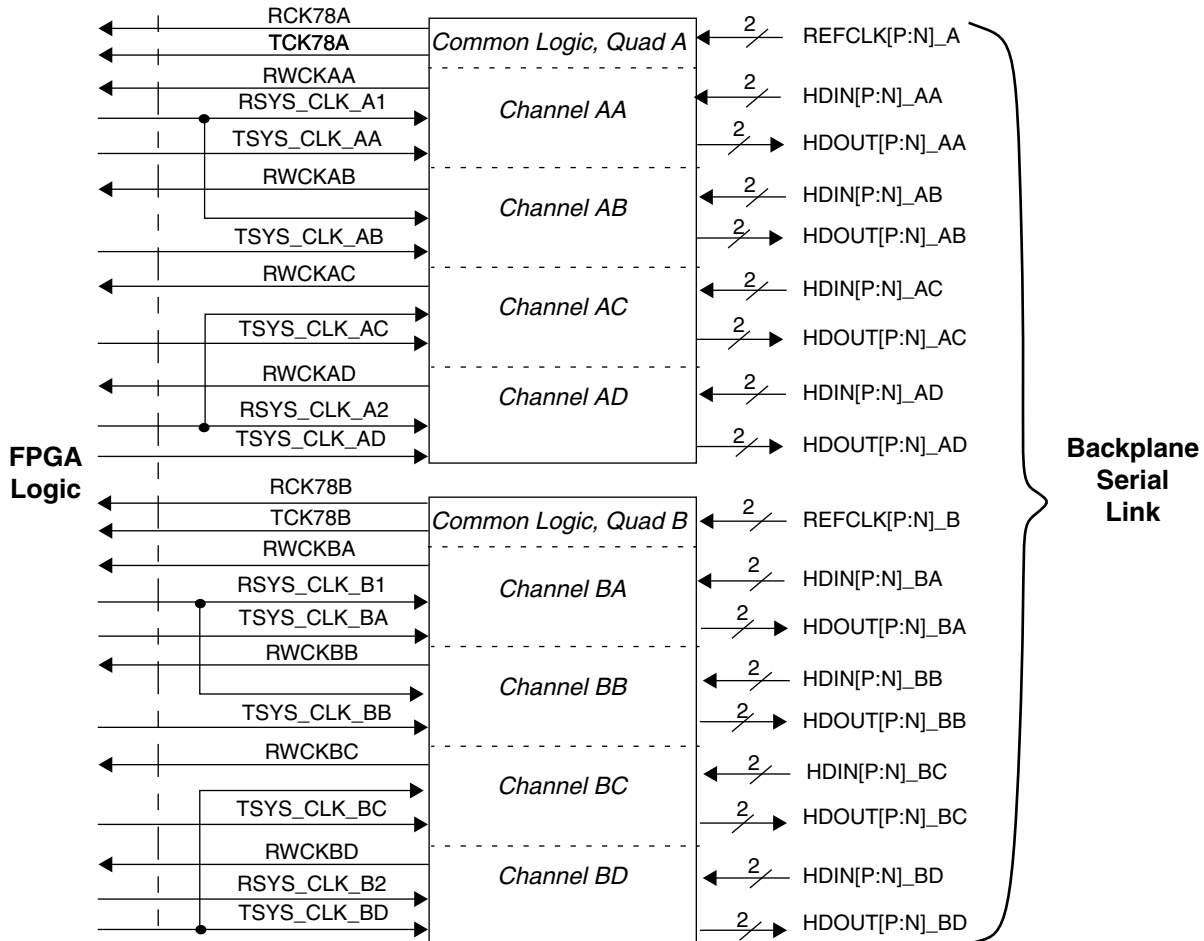 RCK78A
TCK78A
RWCKAA
RSYS_CLK_A1
TSYS_CLK_AA
RWCKAB
TSYS_CLK_AB
RWCKAC
TSYS_CLK_AC
RWCKAD
RSYS_CLK_A2
TSYS_CLK_AD
FPGA
Logic
RCK78B
TCK78B
RWCKBA
RSYS_CLK_B1
TSYS_CLK_BA
RWCKBB
TSYS_CLK_BB
RWCKBC
TSYS_CLK_BC
RWCKBD
RSYS_CLK_B2
TSYS_CLK_BD
Common Logic, Quad A
Channel AA
Channel AB
Channel AC
Channel AD
Common Logic, Quad B
Channel BA
Channel BB
Channel BC
Channel BD
2 REFCLK[P:N]_A
2 HDIN[P:N]_AA
2 HDOUT[P:N]_AA
2 HDIN[P:N]_AB
2 HDOUT[P:N]_AB
2 HDIN[P:N]_AC
2 HDOUT[P:N]_AC
2 HDIN[P:N]_AD
2 HDOUT[P:N]_AD
2 REFCLK[P:N]_B
2 HDIN[P:N]_BA
2 HDOUT[P:N]_BA
2 HDIN[P:N]_BB
2 HDOUT[P:N]_BB
2 HDIN[P:N]_BC
2 HDOUT[P:N]_BC
2 HDIN[P:N]_BD
2 HDOUT[P:N]_BD
Backplane
Serial
Link